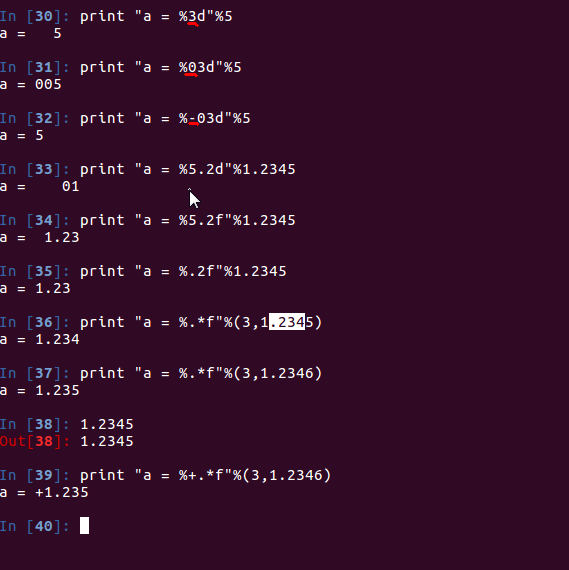 In [30]: print "a = %3d"%5
a =   5
In [31]: print "a = %03d"%5
a = 005
In [32]: print "a = %-03d"%5
a = 5
In [33]: print "a = %5.2d"%1.2345
a =    01
In [34]: print "a = %5.2f"%1.2345
a =  1.23
In [35]: print "a = %.2f"%1.2345
a = 1.23
In [36]: print "a = %.*f"%(3,1.2345)
a = 1.234
In [37]: print "a = %.*f"%(3,1.2346)
a = 1.235
In [38]: 1.2345
Out[38]: 1.2345
In [39]: print "a = %+.*f"%(3,1.2346)
a = +1.235
In [40]: